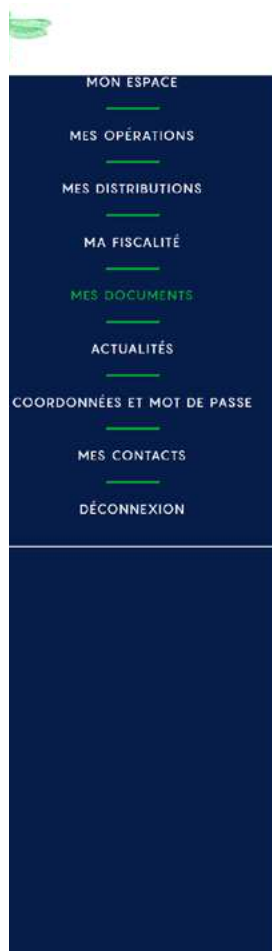 MON ESPACE
MES OPÉRATIONS
MES DISTRIBUTIONS
MA FISCALITÉ
MES DOCUMENTS
ACTUALITÉS
COORDONNÉES ET MOT DE PASSE
MES CONTACTS
DÉCONNEXION